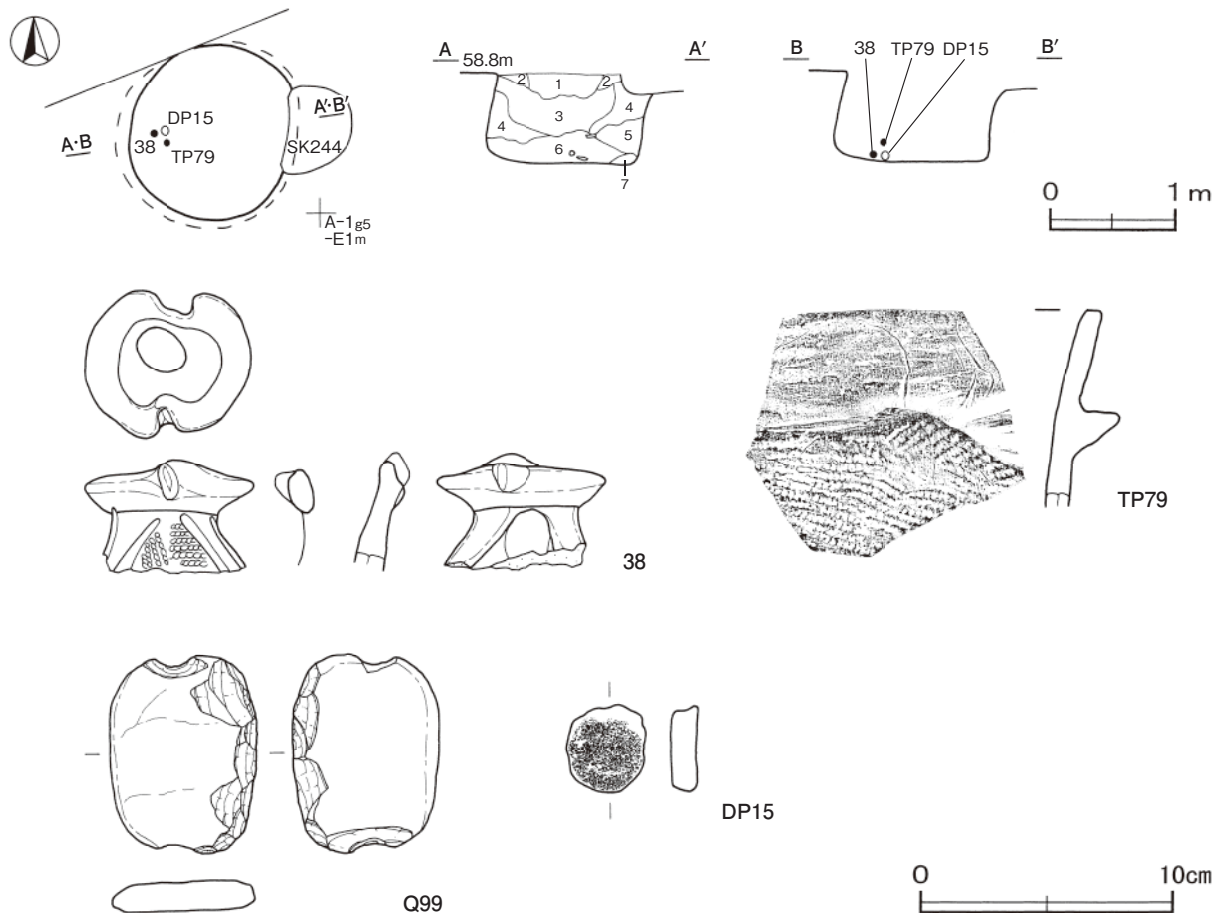 A 58.8m A′
B B′
38 TP79 DP15
1
2 2
3
4 4
5
6
7
A·B A′·B′
DP15
38
TP79
SK244
A-1g5
-E1m
0 1m
38
TP79
Q99
DP15
0 10cm